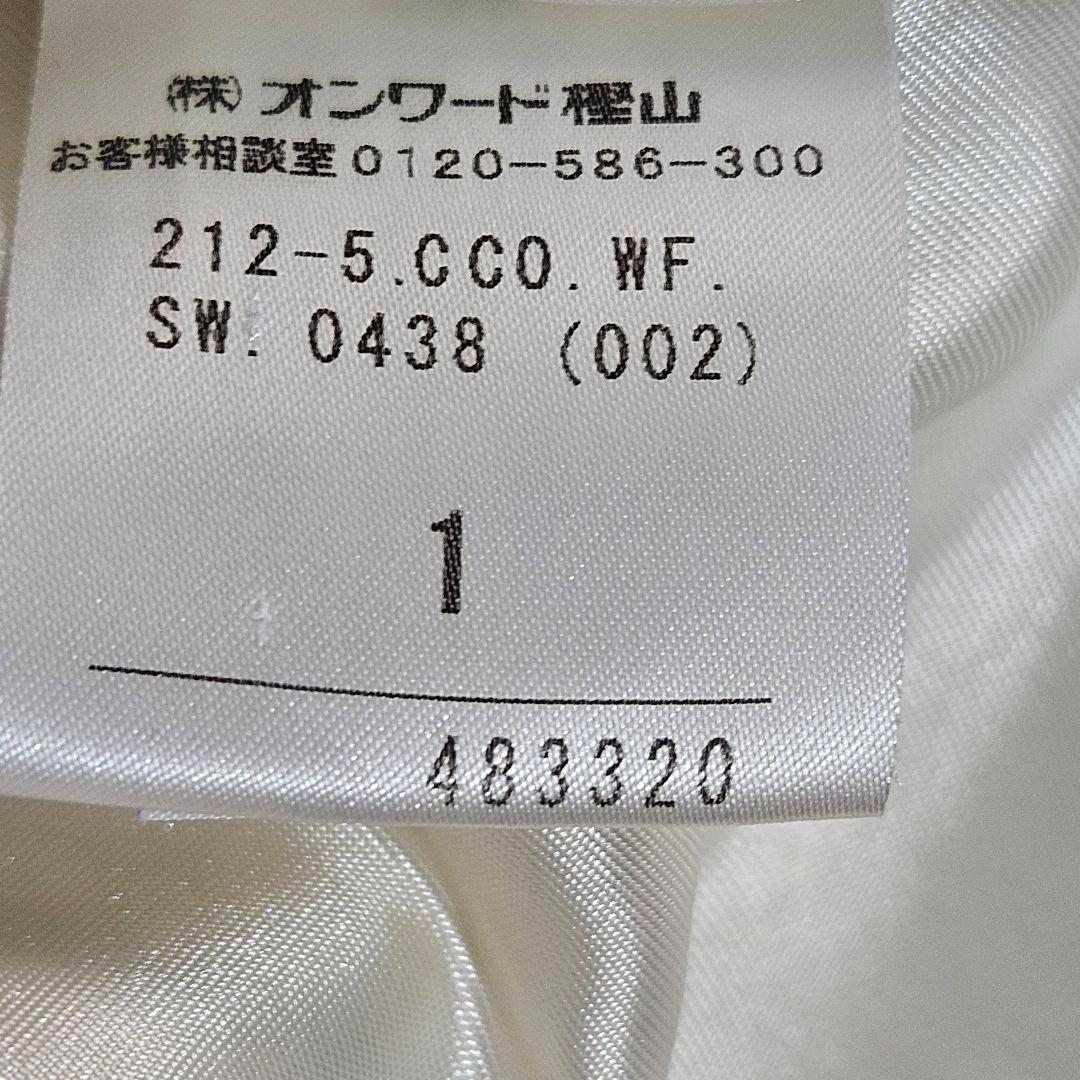 ㈱オンワード樫山
お客様相談室0120-586-300
212-5.CCO.WF.
SW. 0438 (002)
1
483320